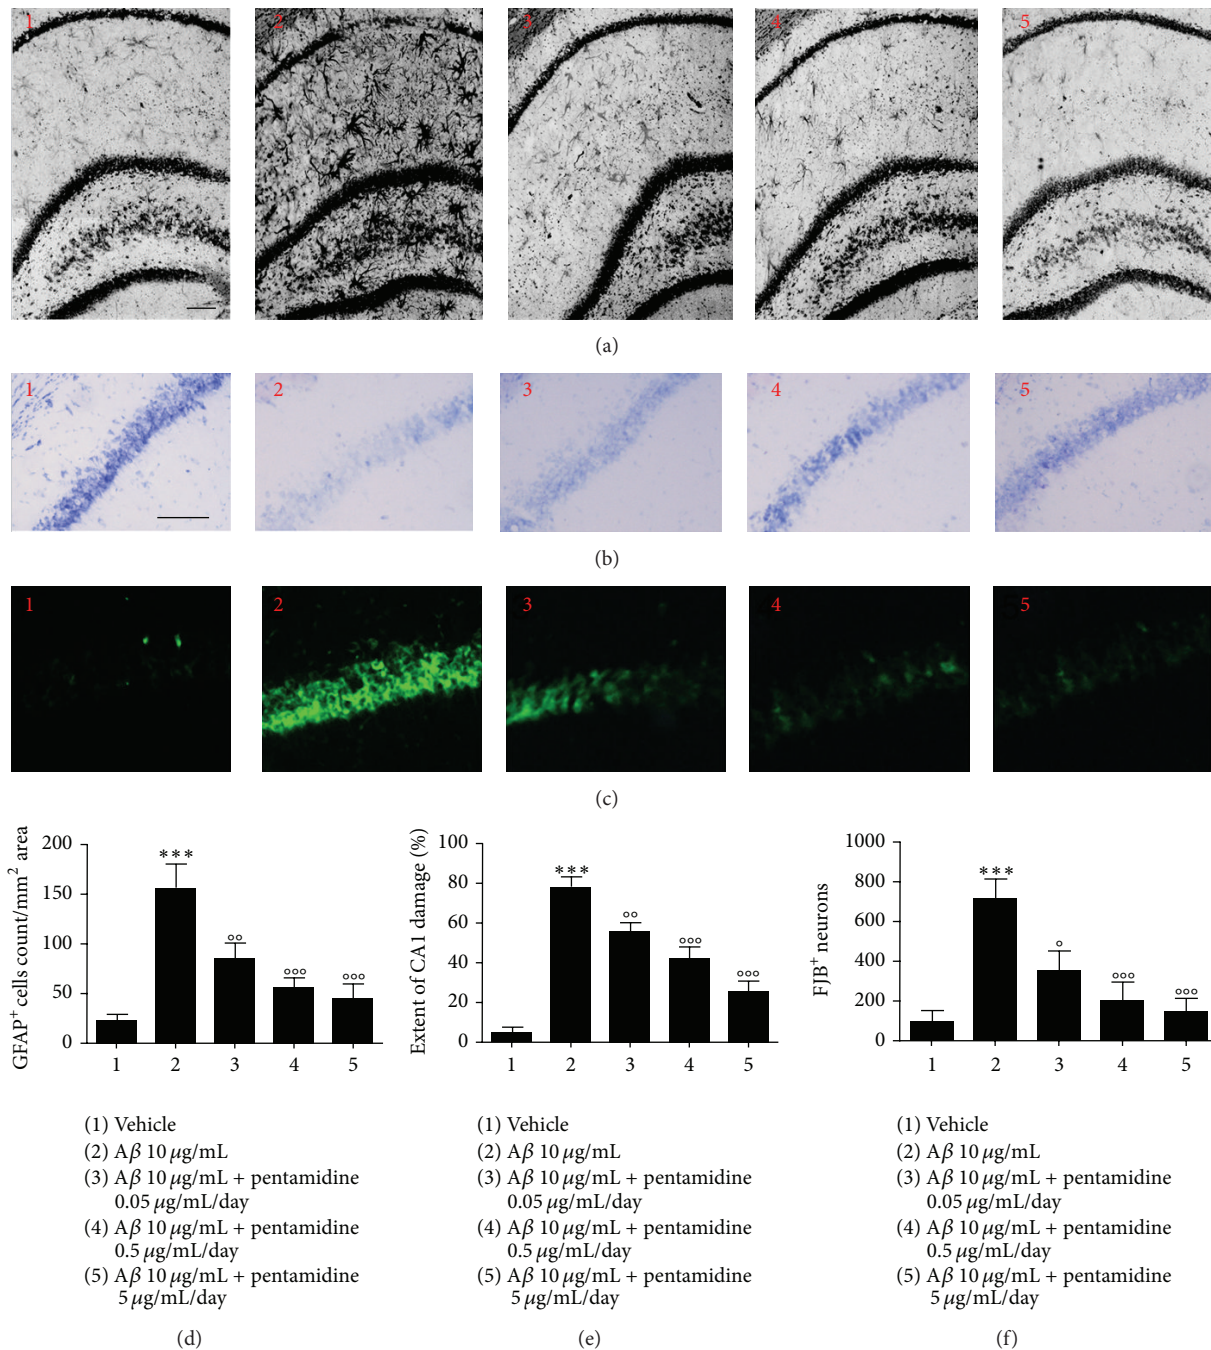 1 2 3 4 5
(a)
1 2 3 4 5
(b)
1 2 3 4 5
(c)
GFAP⁺ cells count/mm² area
200
150
100
50
0
***
°°
°°°
°°°
1 2 3 4 5
(1) Vehicle
(2) Aβ 10 μg/mL
(3) Aβ 10 μg/mL + pentamidine
0.05 μg/mL/day
(4) Aβ 10 μg/mL + pentamidine
0.5 μg/mL/day
(5) Aβ 10 μg/mL + pentamidine
5 μg/mL/day
(d)
Extent of CA1 damage (%)
100
80
60
40
20
0
***
°°
°°°
°°°
1 2 3 4 5
(1) Vehicle
(2) Aβ 10 μg/mL
(3) Aβ 10 μg/mL + pentamidine
0.05 μg/mL/day
(4) Aβ 10 μg/mL + pentamidine
0.5 μg/mL/day
(5) Aβ 10 μg/mL + pentamidine
5 μg/mL/day
(e)
FJB⁺ neurons
1000
800
600
400
200
0
***
°
°°°
°°°
1 2 3 4 5
(1) Vehicle
(2) Aβ 10 μg/mL
(3) Aβ 10 μg/mL + pentamidine
0.05 μg/mL/day
(4) Aβ 10 μg/mL + pentamidine
0.5 μg/mL/day
(5) Aβ 10 μg/mL + pentamidine
5 μg/mL/day
(f)